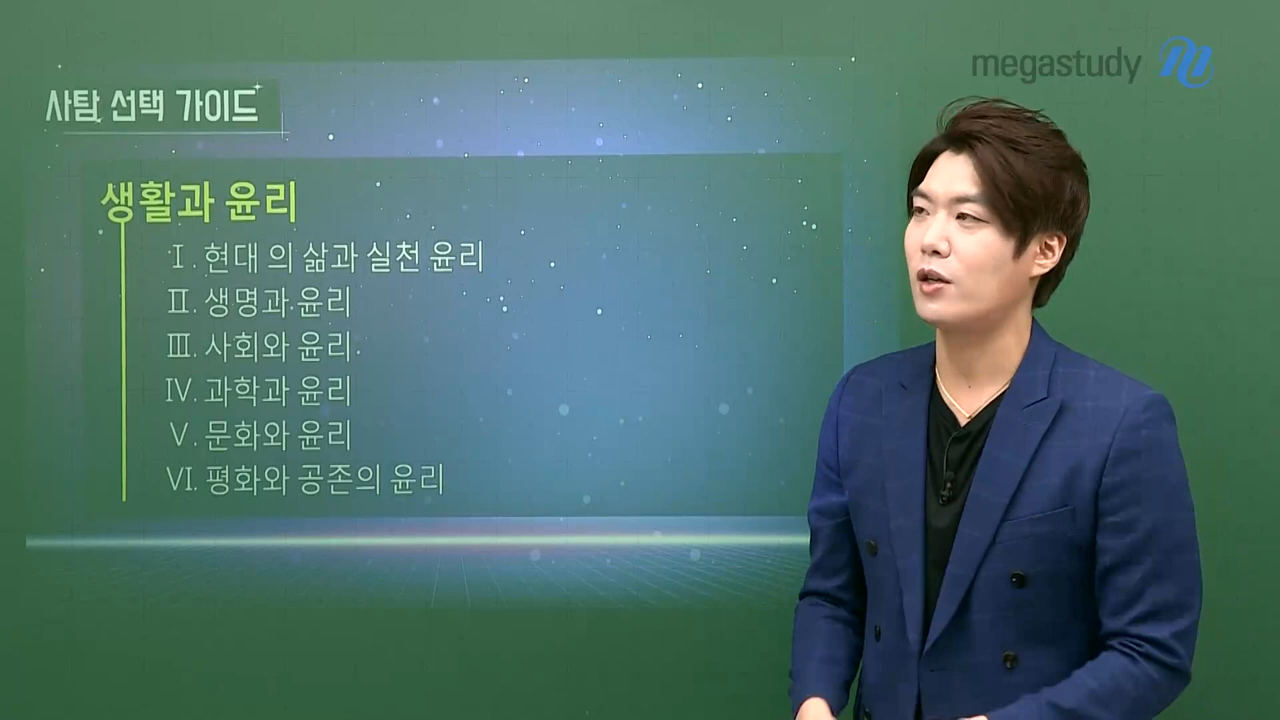 megastudy
사탐 선택 가이드
생활과 윤리
Ⅰ. 현대의 삶과 실천 윤리
Ⅱ. 생명과 윤리
Ⅲ. 사회와 윤리
Ⅳ. 과학과 윤리
Ⅴ. 문화와 윤리
Ⅵ. 평화와 공존의 윤리